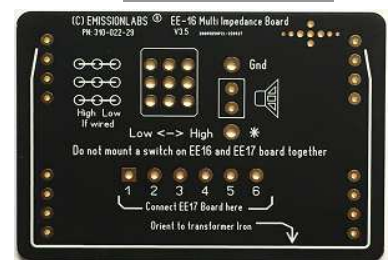 (C) EMISSIONLABS ® EE-16 Multi Impedance Board
PN: 310-022-29 V3.5
Gnd
High Low
If wired
Low <-> High *
Do not mount a switch on EE16 and EE17 board together
1 2 3 4 5 6
Connect EE17 Board here
Orient to transformer Iron